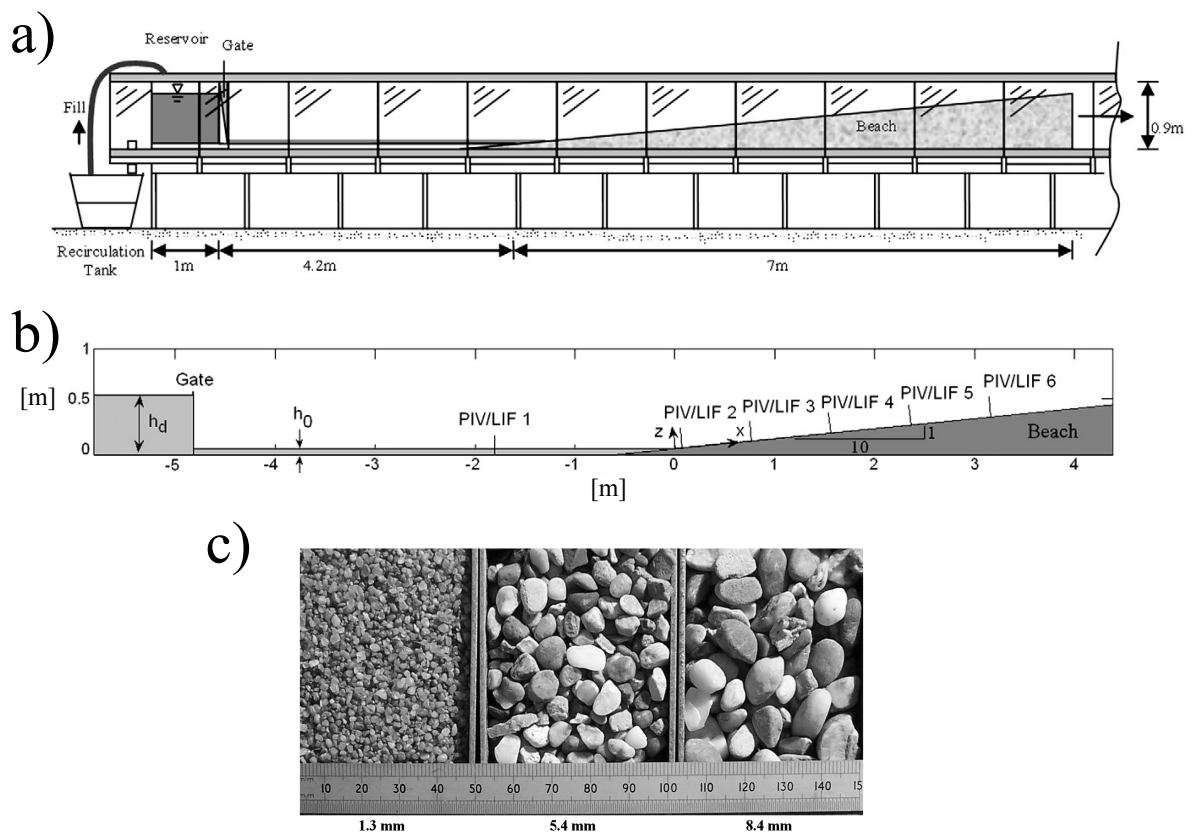 a)
Reservoir
Gate
Fill
Beach
0.9m
Recirculation
Tank
1m
4.2m
7m
b)
1
[m]
0.5
0
Gate
h_d
h_0
PIV/LIF 1
PIV/LIF 2
PIV/LIF 3
PIV/LIF 4
PIV/LIF 5
PIV/LIF 6
z
x
10
1
Beach
-5 -4 -3 -2 -1 0 1 2 3 4
[m]
c)
mm 10 20 30 40 50 60 70 80 90 100 110 120 130 140 15
1.3 mm 5.4 mm 8.4 mm